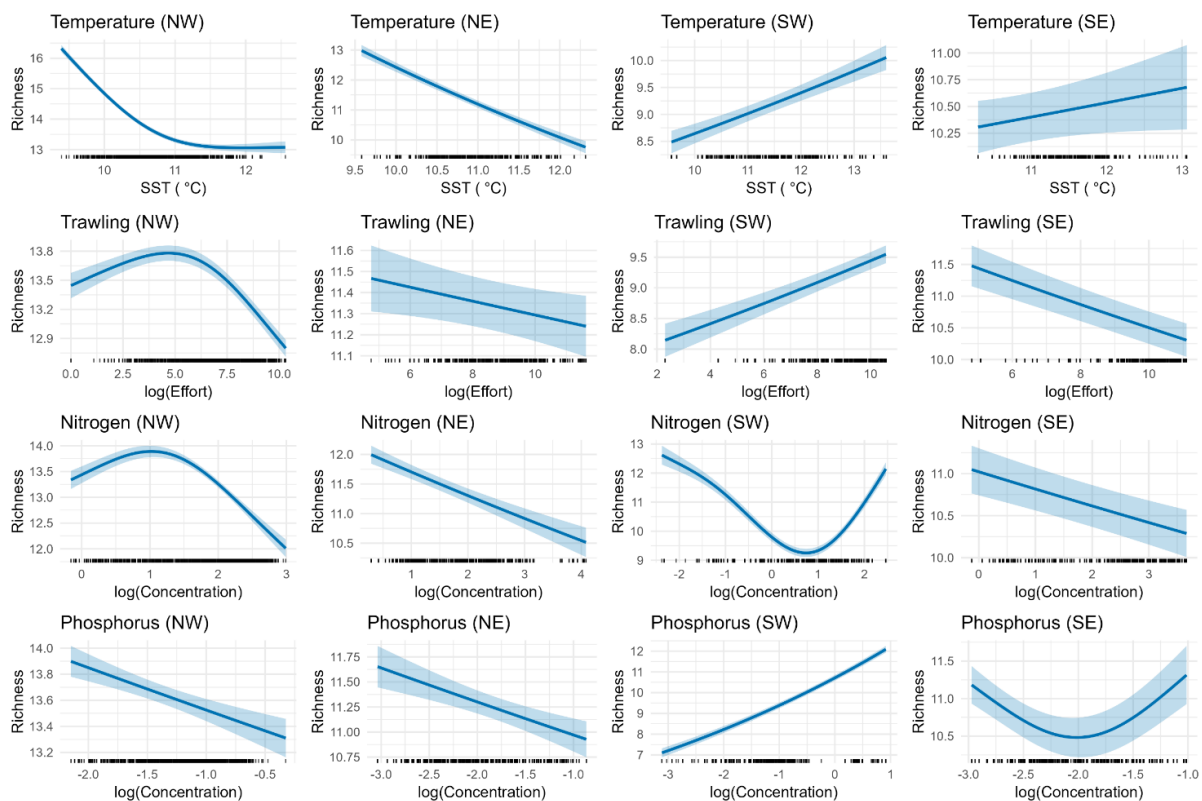 Temperature (NW)
Richness
16
15
14
13
10
11
12
SST ( °C)
Temperature (NE)
Richness
13
12
11
10
9.5
10.0
10.5
11.0
11.5
12.0
SST ( °C)
Temperature (SW)
Richness
10.0
9.5
9.0
8.5
10
11
12
13
SST ( °C)
Temperature (SE)
Richness
11.00
10.75
10.50
10.25
11
12
13
SST ( °C)
Trawling (NW)
Richness
13.8
13.5
13.2
12.9
0.0
2.5
5.0
7.5
10.0
log(Effort)
Trawling (NE)
Richness
11.6
11.5
11.4
11.3
11.2
11.1
6
8
10
log(Effort)
Trawling (SW)
Richness
9.5
9.0
8.5
8.0
2
4
6
8
10
log(Effort)
Trawling (SE)
Richness
11.5
11.0
10.5
10.0
6
8
10
log(Effort)
Nitrogen (NW)
Richness
14.0
13.5
13.0
12.5
12.0
0
1
2
3
log(Concentration)
Nitrogen (NE)
Richness
12.0
11.5
11.0
10.5
1
2
3
4
log(Concentration)
Nitrogen (SW)
Richness
13
12
11
10
9
-2
-1
0
1
2
log(Concentration)
Nitrogen (SE)
Richness
11.0
10.5
10.0
0
1
2
3
log(Concentration)
Phosphorus (NW)
Richness
14.0
13.8
13.6
13.4
13.2
-2.0
-1.5
-1.0
-0.5
log(Concentration)
Phosphorus (NE)
Richness
11.75
11.50
11.25
11.00
10.75
-3.0
-2.5
-2.0
-1.5
-1.0
log(Concentration)
Phosphorus (SW)
Richness
12
11
10
9
8
7
-3
-2
-1
0
1
log(Concentration)
Phosphorus (SE)
Richness
11.5
11.0
10.5
-3.0
-2.5
-2.0
-1.5
-1.0
log(Concentration)